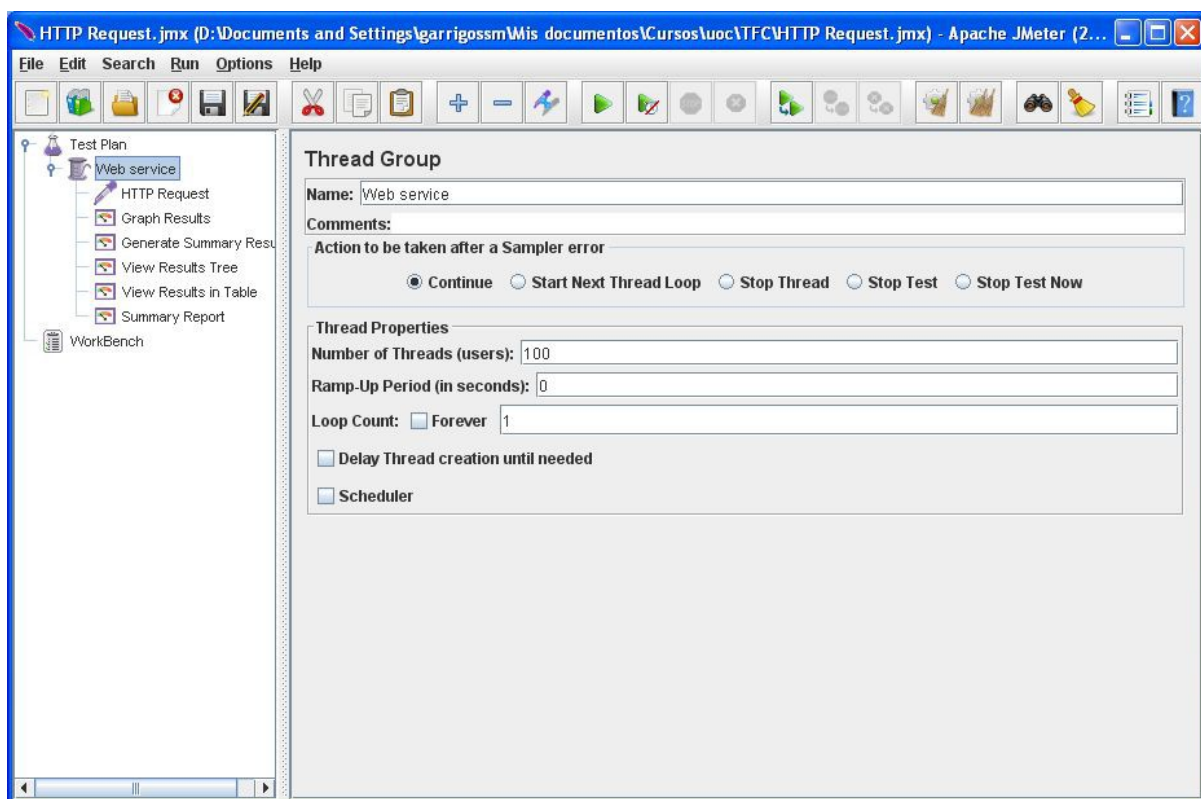 HTTP Request.jmx (D:\Documents and Settings\garrigossm\Mis documentos\Cursos\uoc\TFC\HTTP Request.jmx) - Apache JMeter (2...
File Edit Search Run Options Help
Test Plan
Web service
HTTP Request
Graph Results
Generate Summary Resu
View Results Tree
View Results in Table
Summary Report
WorkBench
Thread Group
Name: Web service
Comments:
Action to be taken after a Sampler error
Continue Start Next Thread Loop Stop Thread Stop Test Stop Test Now
Thread Properties
Number of Threads (users): 100
Ramp-Up Period (in seconds): 0
Loop Count: Forever 1
Delay Thread creation until needed
Scheduler